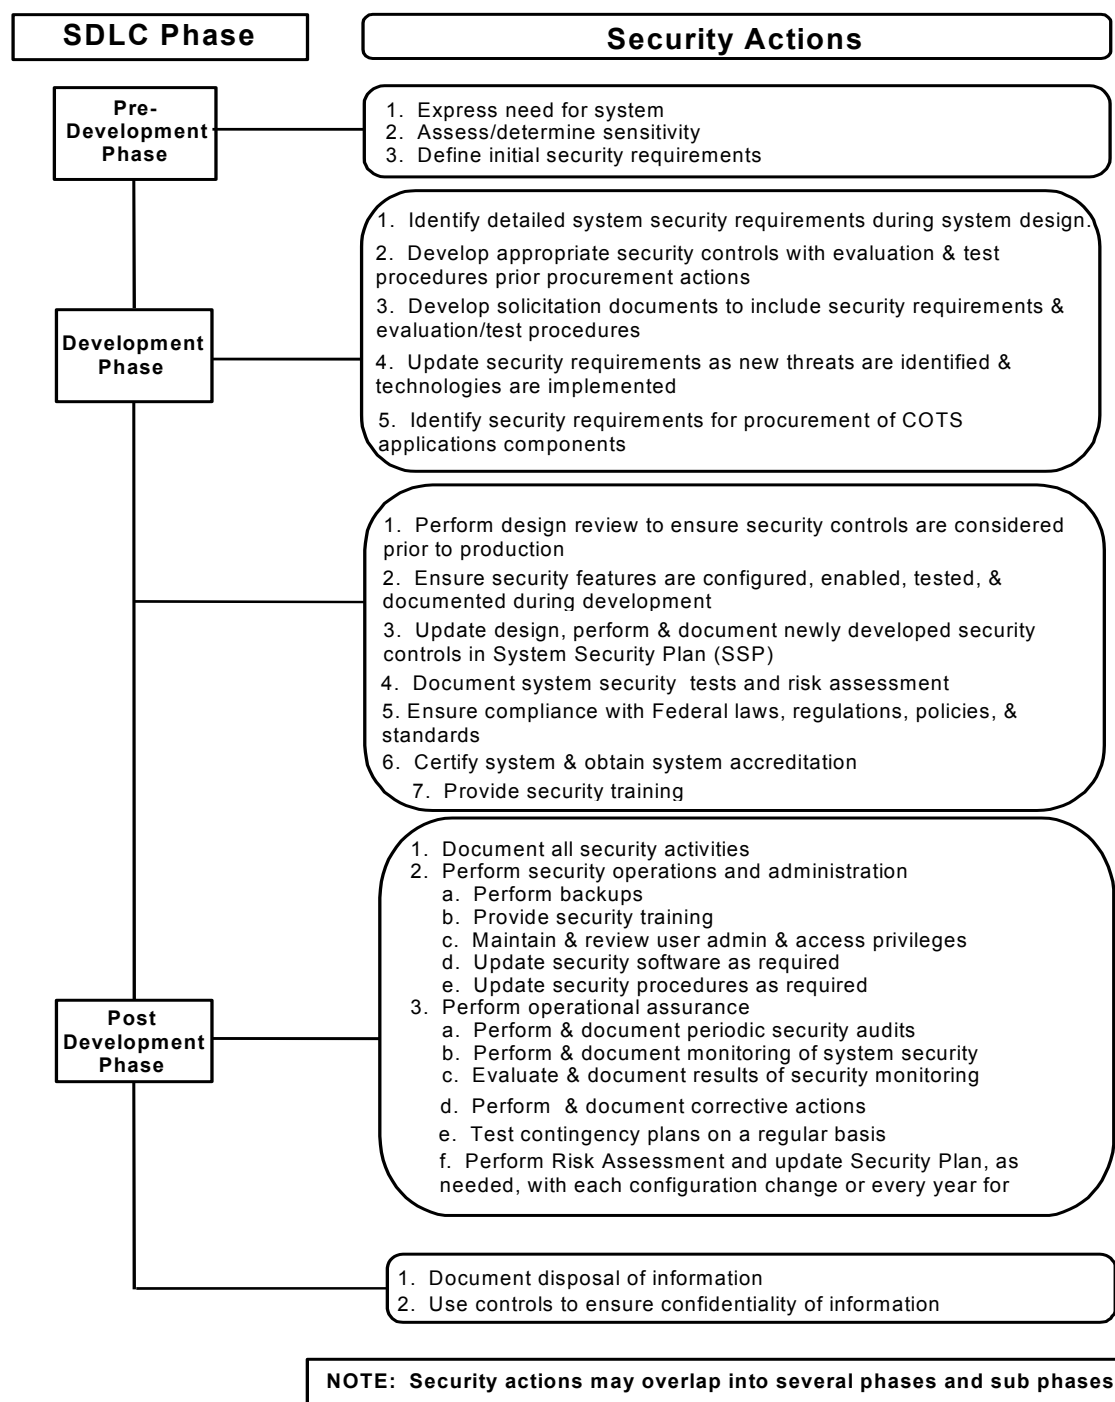 SDLC Phase
Security Actions
Pre-
Development
Phase
1. Express need for system
2. Assess/determine sensitivity
3. Define initial security requirements
1. Identify detailed system security requirements during system design.
2. Develop appropriate security controls with evaluation & test
procedures prior procurement actions
3. Develop solicitation documents to include security requirements &
evaluation/test procedures
4. Update security requirements as new threats are identified &
technologies are implemented
5. Identify security requirements for procurement of COTS
applications components
Development
Phase
1. Perform design review to ensure security controls are considered
prior to production
2. Ensure security features are configured, enabled, tested, &
documented during development
3. Update design, perform & document newly developed security
controls in System Security Plan (SSP)
4. Document system security tests and risk assessment
5. Ensure compliance with Federal laws, regulations, policies, &
standards
6. Certify system & obtain system accreditation
7. Provide security training
1. Document all security activities
2. Perform security operations and administration
a. Perform backups
b. Provide security training
c. Maintain & review user admin & access privileges
d. Update security software as required
e. Update security procedures as required
3. Perform operational assurance
a. Perform & document periodic security audits
b. Perform & document monitoring of system security
c. Evaluate & document results of security monitoring
d. Perform & document corrective actions
e. Test contingency plans on a regular basis
f. Perform Risk Assessment and update Security Plan, as
needed, with each configuration change or every year for
Post
Development
Phase
1. Document disposal of information
2. Use controls to ensure confidentiality of information
NOTE: Security actions may overlap into several phases and sub phases